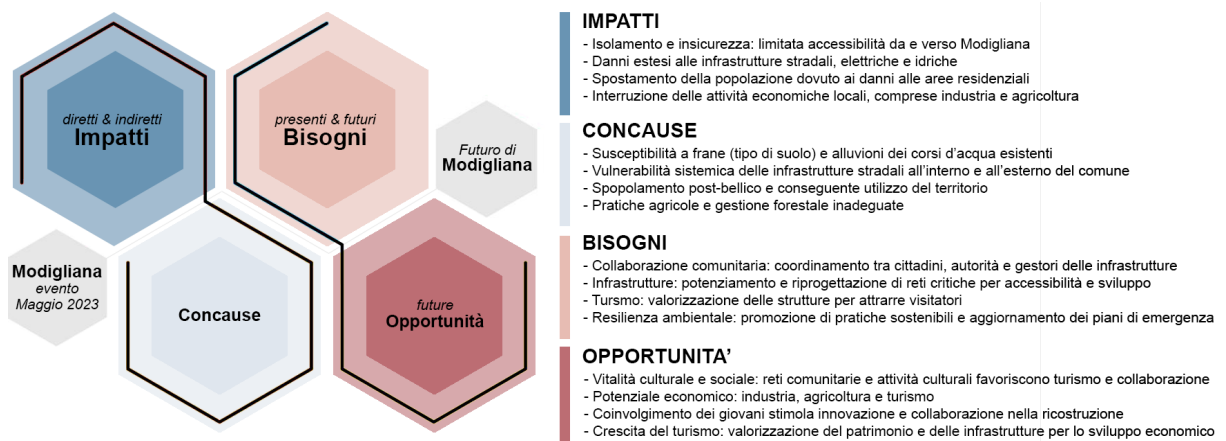 diretti & indiretti
Impatti
presenti & futuri
Bisogni
Futuro di
Modigliana
Modigliana
evento
Maggio 2023
Concause
future
Opportunità
IMPATTI
- Isolamento e insicurezza: limitata accessibilità da e verso Modigliana
- Danni estesi alle infrastrutture stradali, elettriche e idriche
- Spostamento della popolazione dovuto ai danni alle aree residenziali
- Interruzione delle attività economiche locali, comprese industria e agricoltura
CONCAUSE
- Susceptibilità a frane (tipo di suolo) e alluvioni dei corsi d'acqua esistenti
- Vulnerabilità sistemica delle infrastrutture stradali all'interno e all'esterno del comune
- Spopolamento post-bellico e conseguente utilizzo del territorio
- Pratiche agricole e gestione forestale inadeguate
BISOGNI
- Collaborazione comunitaria: coordinamento tra cittadini, autorità e gestori delle infrastrutture
- Infrastrutture: potenziamento e riprogettazione di reti critiche per accessibilità e sviluppo
- Tursmo: valorizzazione delle strutture per attrarre visitatori
- Resilienza ambientale: promozione di pratiche sostenibili e aggiornamento dei piani di emergenza
OPPORTUNITA'
- Vitalità culturale e sociale: reti comunitarie e attività culturali favoriscono turismo e collaborazione
- Potenziale economico: industria, agricoltura e turismo
- Coinvolgimento dei giovani stimola innovazione e collaborazione nella ricostruzione
- Crescita del turismo: valorizzazione del patrimonio e delle infrastrutture per lo sviluppo economico